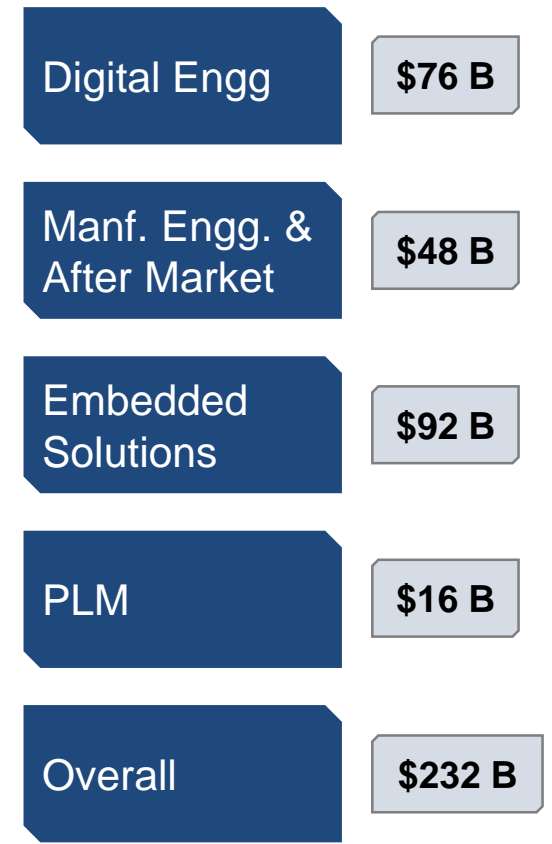 Digital Engg
$76 B
Manf. Engg. &
After Market
$48 B
Embedded
Solutions
$92 B
PLM
$16 B
Overall
$232 B